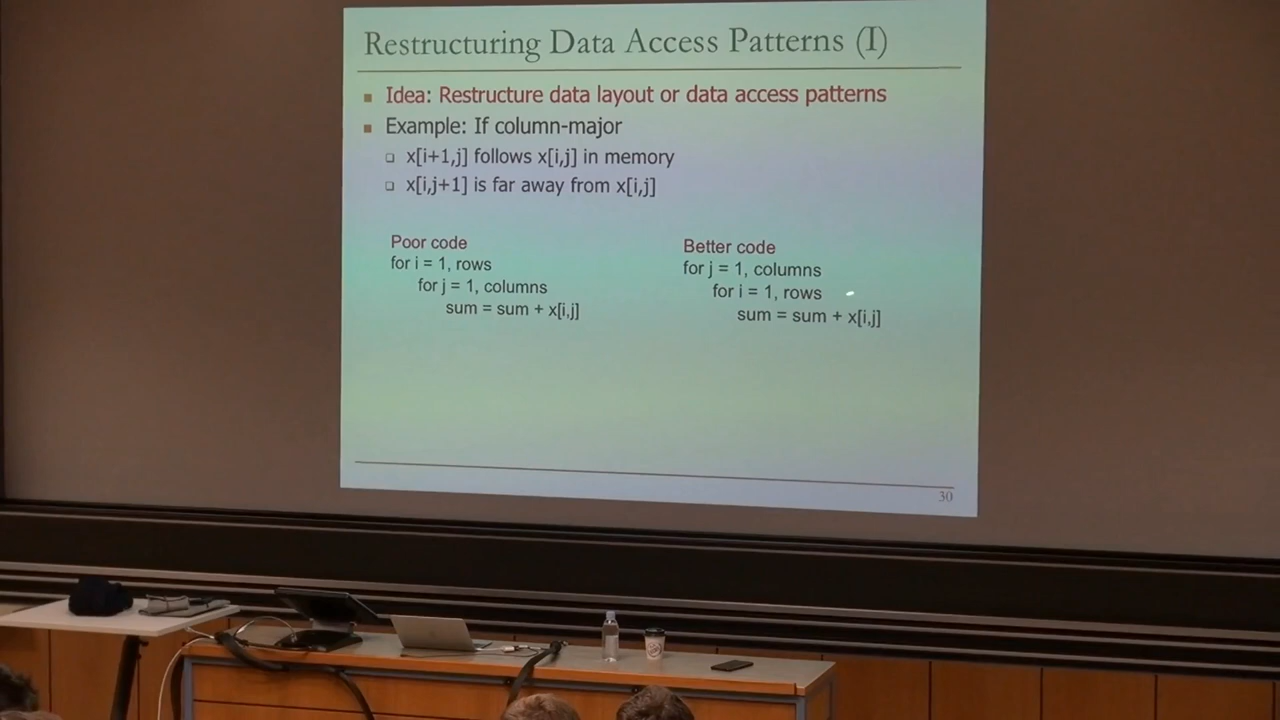 Restructuring Data Access Patterns (I)
Idea: Restructure data layout or data access patterns
Example: If column-major
x[i+1,j] follows x[i,j] in memory
x[i,j+1] is far away from x[i,j]
Poor code
for i = 1, rows
for j = 1, columns
sum = sum + x[i,j]
Better code
for j = 1, columns
for i = 1, rows
sum = sum + x[i,j]
30